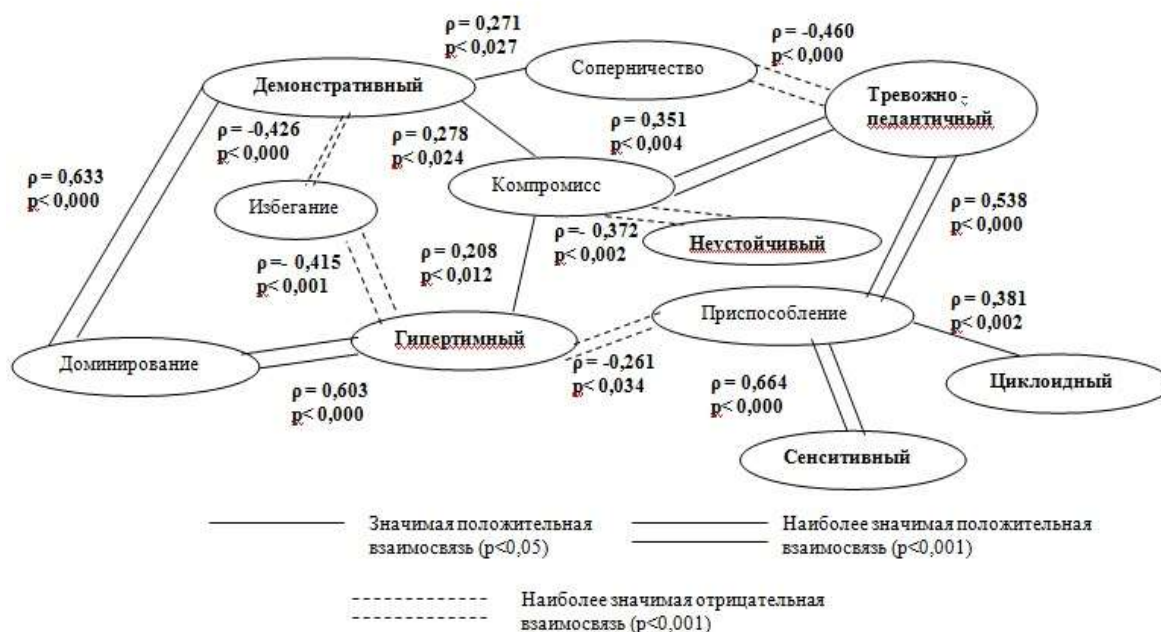 ρ = 0,271
p< 0,027
ρ = -0,460
p< 0,000
Соперничество
Демонстративный
Тревожно -
педантичный
ρ = -0,426
p< 0,000
ρ = 0,278
p< 0,024
ρ = 0,351
p< 0,004
ρ = 0,633
p< 0,000
Компромисс
Избегание
ρ = 0,538
p< 0,000
ρ =- 0,372
p< 0,002
Неустойчивый
ρ =- 0,415
p< 0,001
ρ = 0,208
p< 0,012
Приспособление
ρ = 0,381
p< 0,002
Гипертимный
Доминирование
ρ = -0,261
p< 0,034
Циклоидный
ρ = 0,603
p< 0,000
ρ = 0,664
p< 0,000
Сенситивный
Значимая положительная
взаимосвязь (p<0,05)
Наиболее значимая положительная
взаимосвязь (p<0,001)
Наиболее значимая отрицательная
взаимосвязь (p<0,001)